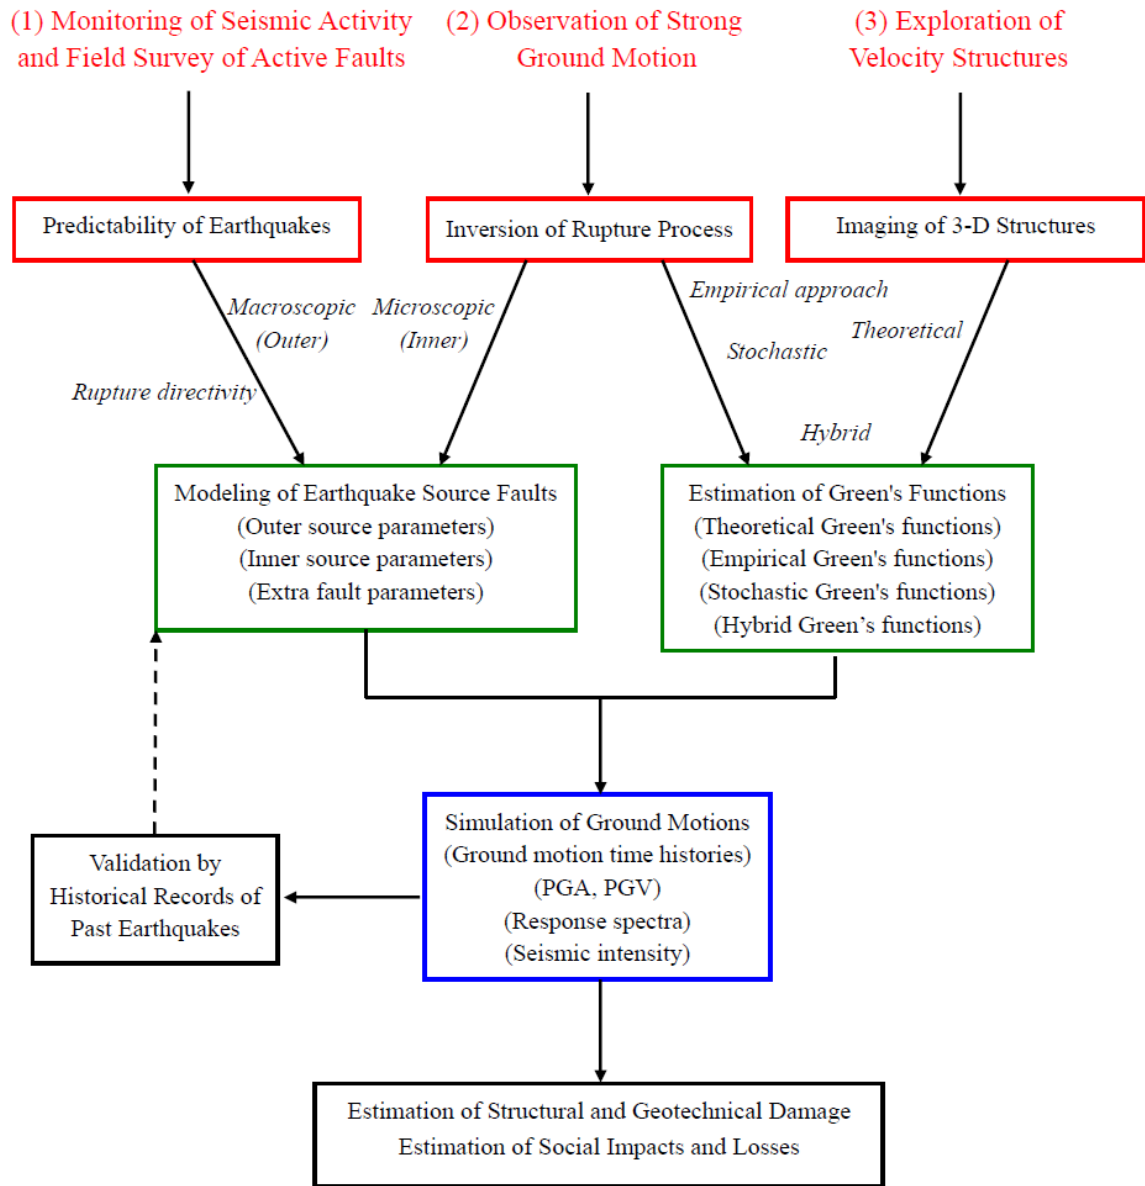 (1) Monitoring of Seismic Activity
and Field Survey of Active Faults
(2) Observation of Strong
Ground Motion
(3) Exploration of
Velocity Structures
Predictability of Earthquakes
Inversion of Rupture Process
Imaging of 3-D Structures
Macroscopic
(Outer)
Rupture directivity
Microscopic
(Inner)
Empirical approach
Stochastic
Theoretical
Hybrid
Modeling of Earthquake Source Faults
(Outer source parameters)
(Inner source parameters)
(Extra fault parameters)
Estimation of Green's Functions
(Theoretical Green's functions)
(Empirical Green's functions)
(Stochastic Green's functions)
(Hybrid Green’s functions)
Simulation of Ground Motions
(Ground motion time histories)
(PGA, PGV)
(Response spectra)
(Seismic intensity)
Validation by
Historical Records of
Past Earthquakes
Estimation of Structural and Geotechnical Damage
Estimation of Social Impacts and Losses